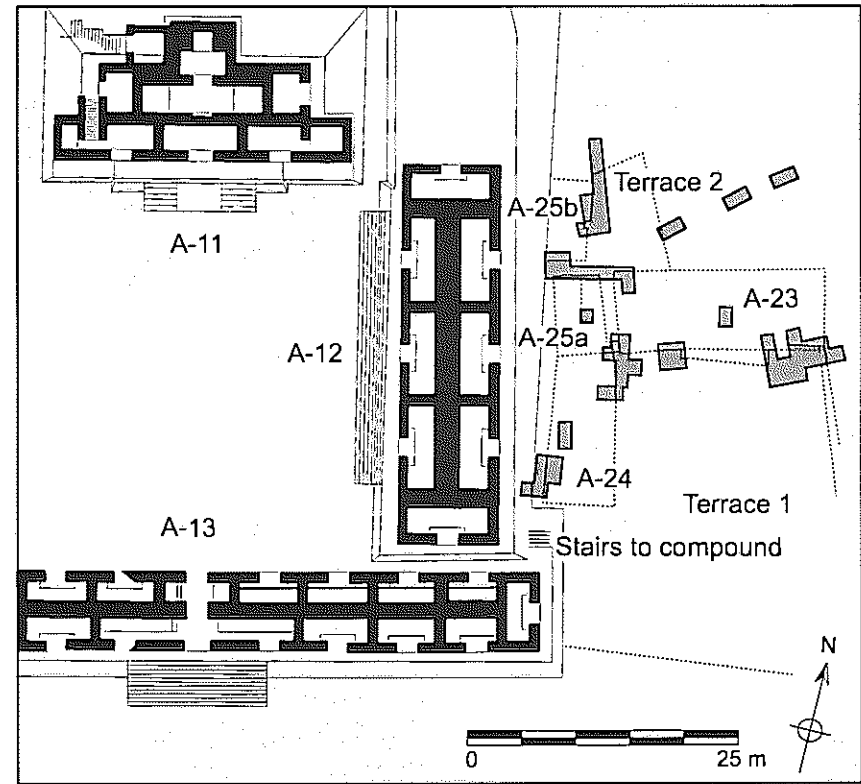 A-25b
Terrace 2
A-11
A-23
A-12
A-25a
A-24
Terrace 1
A-13
Stairs to compound
N
0
25 m